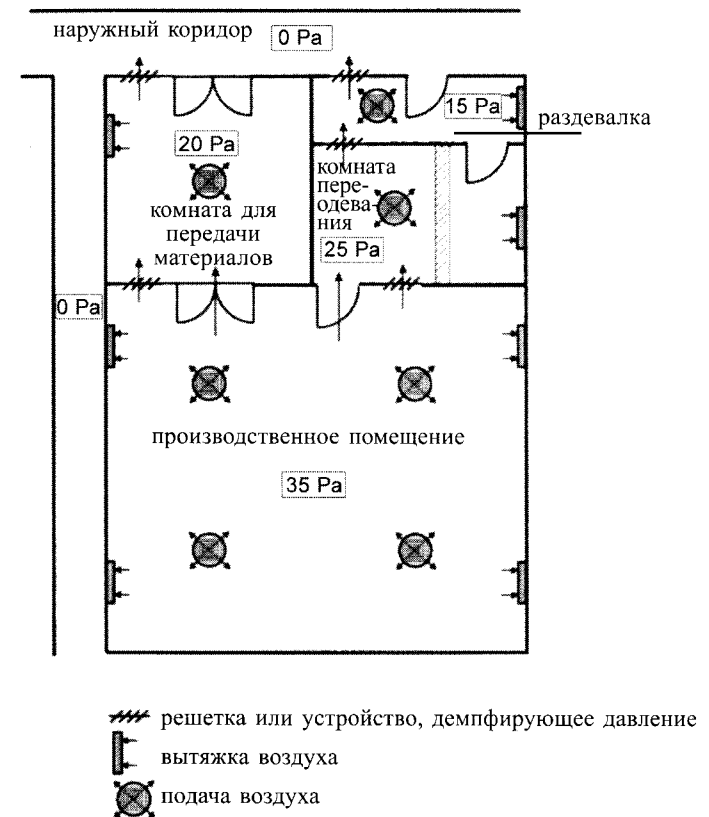 наружный коридор
0 Pa
15 Pa
раздевалка
20 Pa
комната для
передачи
материалов
комната
пере-
одева-
ния
25 Pa
0 Pa
производственное помещение
35 Pa
решетка или устройство, демпфирующее давление
вытяжка воздуха
подача воздуха